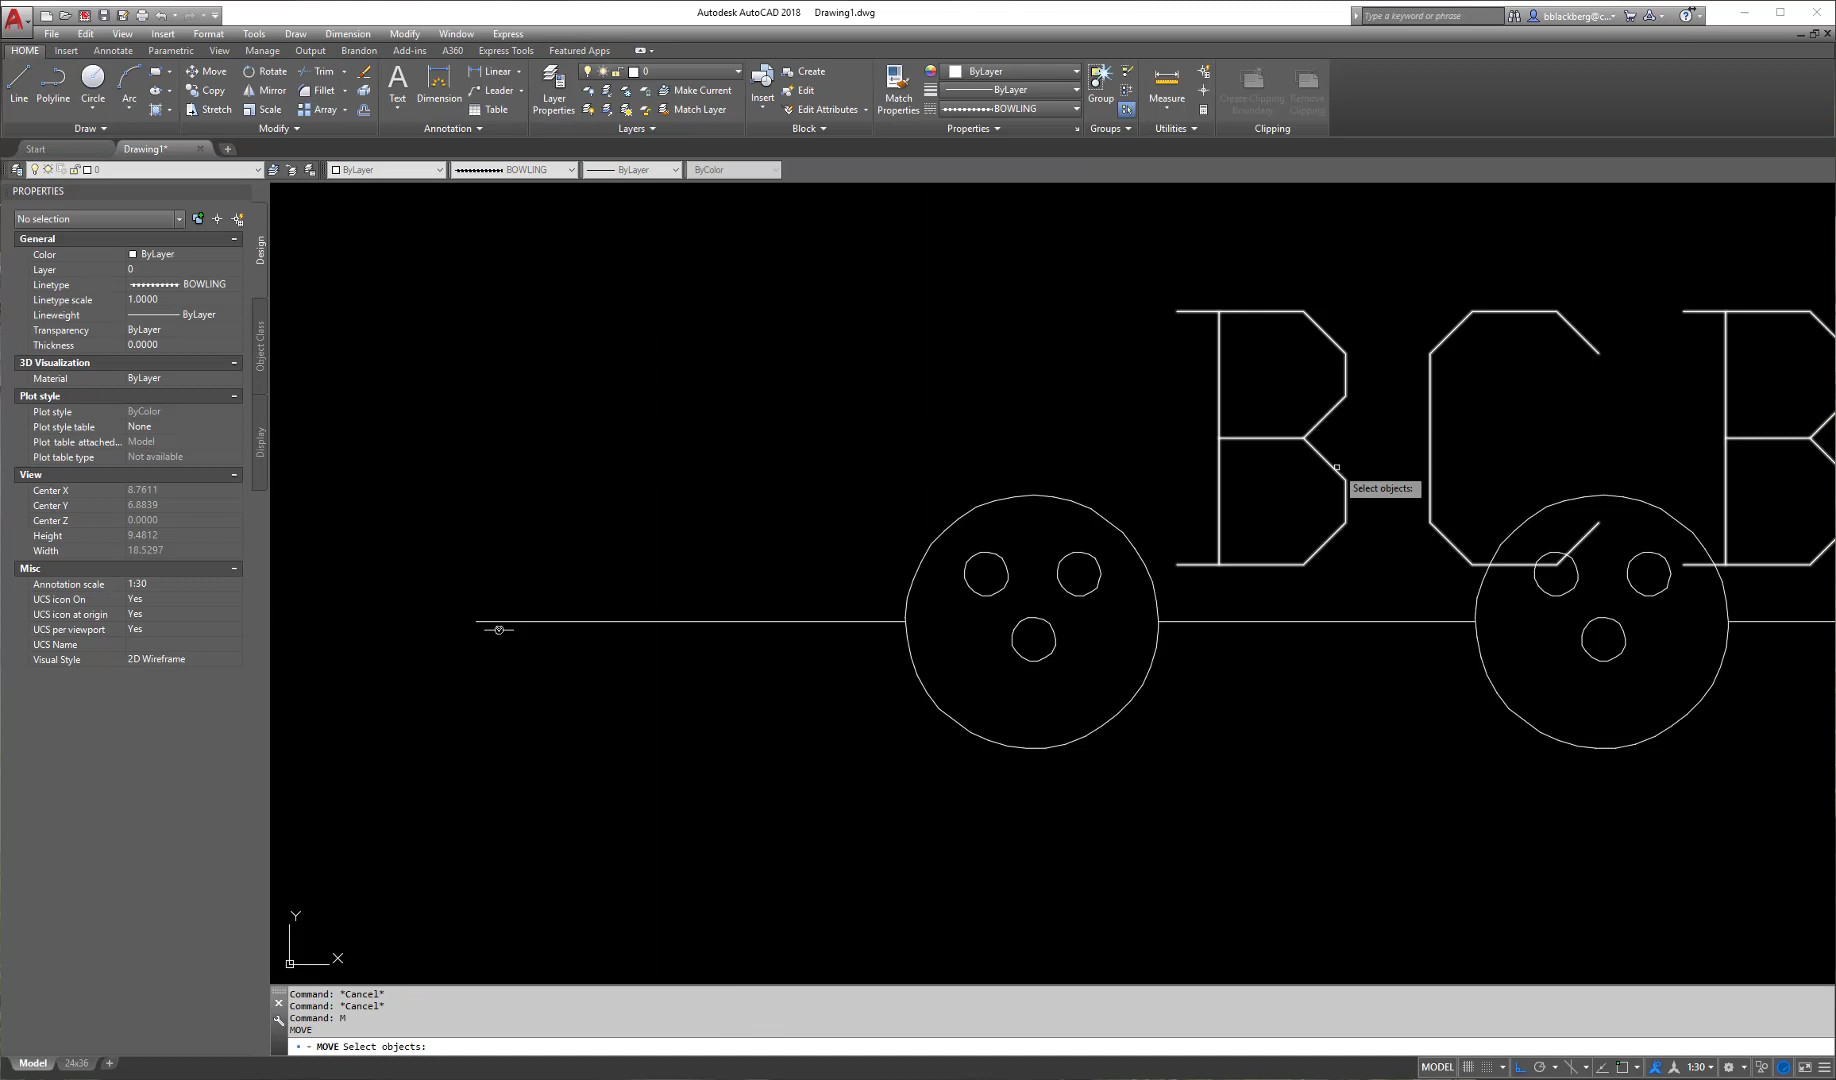 Autodesk AutoCAD 2018 Drawing1.dwg
Type a keyword or phrase
bblackberg@c...
File Edit View Insert Format Tools Draw Dimension Modify Window Express
HOME Insert Annotate Parametric View Manage Output Brandon Add-ins A360 Express Tools Featured Apps
Line Polyline Circle Arc
Move Rotate Trim
Copy Mirror Fillet
Stretch Scale Array
Text Dimension
Linear
Leader
Table
Layer Properties
0
Make Current
Match Layer
Insert
Create
Edit
Edit Attributes
Match Properties
ByLayer
ByLayer
BOWLING
Group
Measure
Create Clipping Boundary
Remove Clipping
Draw Modify Annotation Layers Block Properties Groups Utilities Clipping
Start Drawing1*
0 ByLayer BOWLING ByLayer ByColor
PROPERTIES
No selection
General
Color ByLayer
Layer 0
Linetype BOWLING
Linetype scale 1.0000
Lineweight ByLayer
Transparency ByLayer
Thickness 0.0000
3D Visualization
Material ByLayer
Plot style
Plot style ByColor
Plot style table None
Plot table attached... Model
Plot table type Not available
View
Center X 8.7611
Center Y 6.8839
Center Z 0.0000
Height 9.4812
Width 18.5297
Misc
Annotation scale 1:30
UCS icon On Yes
UCS icon at origin Yes
UCS per viewport Yes
UCS Name
Visual Style 2D Wireframe
Design
Object Class
Display
BCB
Select objects:
Y
X
Command: *Cancel*
Command: *Cancel*
Command: M
MOVE
MOVE Select objects:
Model 24x36
MODEL 1:30